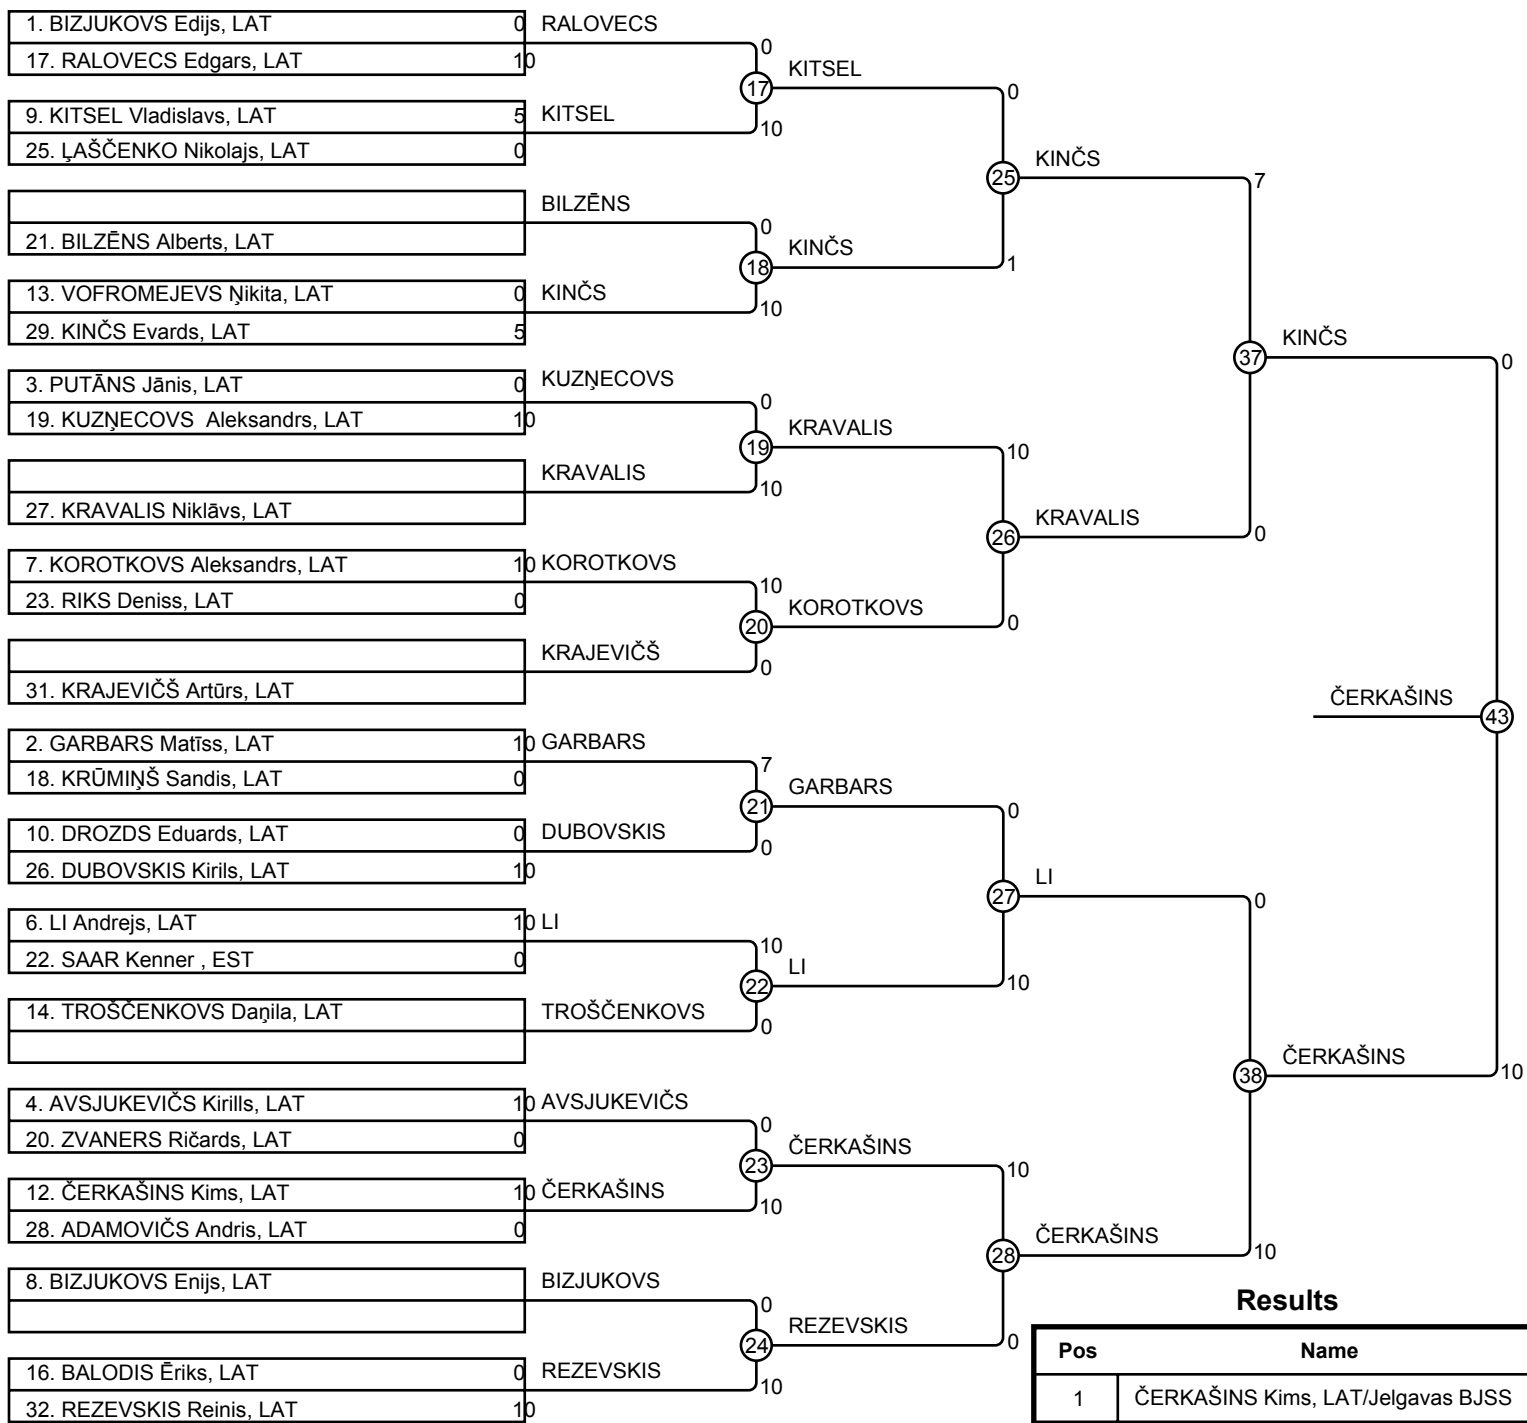 1. BIZJUKOVS Edijs, LAT 0 RALOVECS
0
17. RALOVECS Edgars, LAT 10
KITSEL
17
0
9. KITSEL Vladislavs, LAT 5 KITSEL
10
25. ĻAŠČENKO Nikolajs, LAT 0
KINČS
25
7
BILZĒNS
0
21. BILZĒNS Alberts, LAT
KINČS
18
1
13. VOFROMEJEVS Ņikita, LAT 0 KINČS
10
29. KINČS Evards, LAT 5
KINČS
37
0
3. PUTĀNS Jānis, LAT 0 KUZŅECOVS
0
19. KUZŅECOVS Aleksandrs, LAT 10
KRAVALIS
19
10
KRAVALIS
10
27. KRAVALIS Niklāvs, LAT
KRAVALIS
26
0
7. KOROTKOVS Aleksandrs, LAT 10 KOROTKOVS
10
23. RIKS Deniss, LAT 0
KOROTKOVS
20
0
KRAJEVIČŠ
0
31. KRAJEVIČŠ Artūrs, LAT
ČERKAŠINS
43
2. GARBARS Matīss, LAT 10 GARBARS
7
18. KRŪMIŅŠ Sandis, LAT 0
GARBARS
21
0
10. DROZDS Eduards, LAT 0 DUBOVSKIS
0
26. DUBOVSKIS Kirils, LAT 10
LI
27
0
6. LI Andrejs, LAT 10 LI
10
22. SAAR Kenner , EST 0
LI
22
10
14. TROŠČENKOVS Daņila, LAT TROŠČENKOVS
0
ČERKAŠINS
38
10
4. AVSJUKEVIČS Kirills, LAT 10 AVSJUKEVIČS
0
20. ZVANERS Ričards, LAT 0
ČERKAŠINS
23
10
12. ČERKAŠINS Kims, LAT 10 ČERKAŠINS
10
28. ADAMOVIČS Andris, LAT 0
ČERKAŠINS
28
10
8. BIZJUKOVS Enijs, LAT BIZJUKOVS
0
REZEVSKIS
24
0
16. BALODIS Ēriks, LAT 0 REZEVSKIS
10
32. REZEVSKIS Reinis, LAT 10
Results
Pos Name
1 ČERKAŠINS Kims, LAT/Jelgavas BJSS